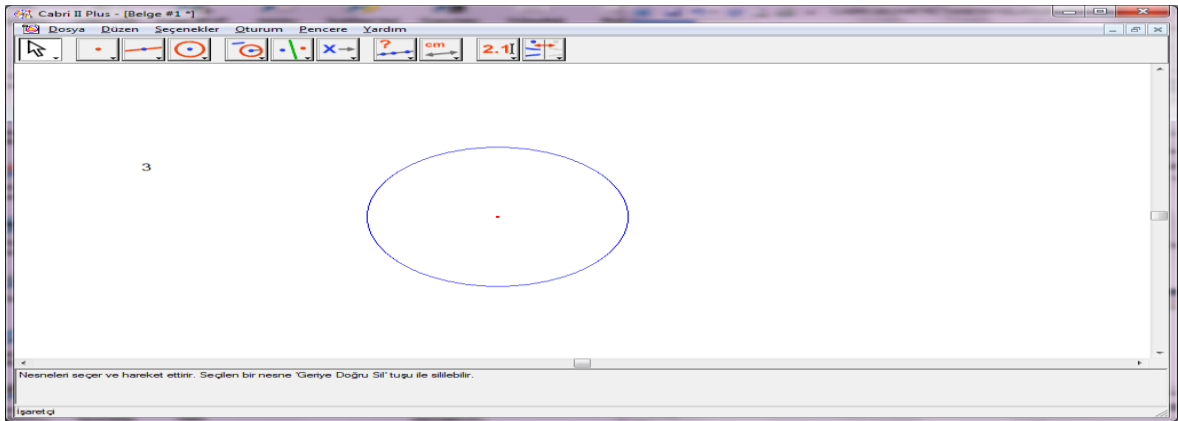 Cabri II Plus - [Belge #1 *]
Dosya Düzen Seçenekler Oturum Pencere Yardım
? cm 2.1
3
Nesneleri seçer ve hareket ettirir. Seçilen bir nesne 'Geriye Doğru Sil' tuşu ile sililebilir.
İşaretçi